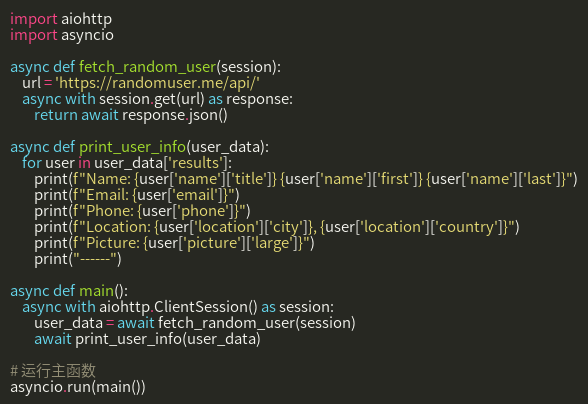 import aiohttp
import asyncio

async def fetch_random_user(session):
    url = 'https://randomuser.me/api/'
    async with session.get(url) as response:
        return await response.json()

async def print_user_info(user_data):
    for user in user_data['results']:
        print(f"Name: {user['name']['title']} {user['name']['first']} {user['name']['last']}")
        print(f"Email: {user['email']}")
        print(f"Phone: {user['phone']}")
        print(f"Location: {user['location']['city']}, {user['location']['country']}")
        print(f"Picture: {user['picture']['large']}")
        print("------")

async def main():
    async with aiohttp.ClientSession() as session:
        user_data = await fetch_random_user(session)
        await print_user_info(user_data)

# 运行主函数
asyncio.run(main())